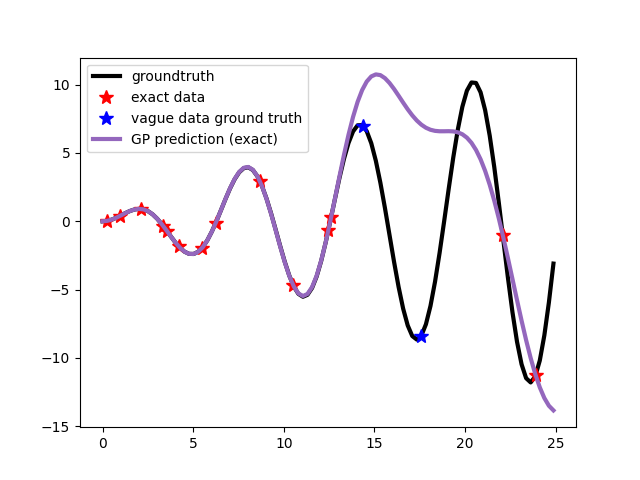 groundtruth
exact data
vague data ground truth
GP prediction (exact)
10
5
0
−5
−10
−15
0 5 10 15 20 25